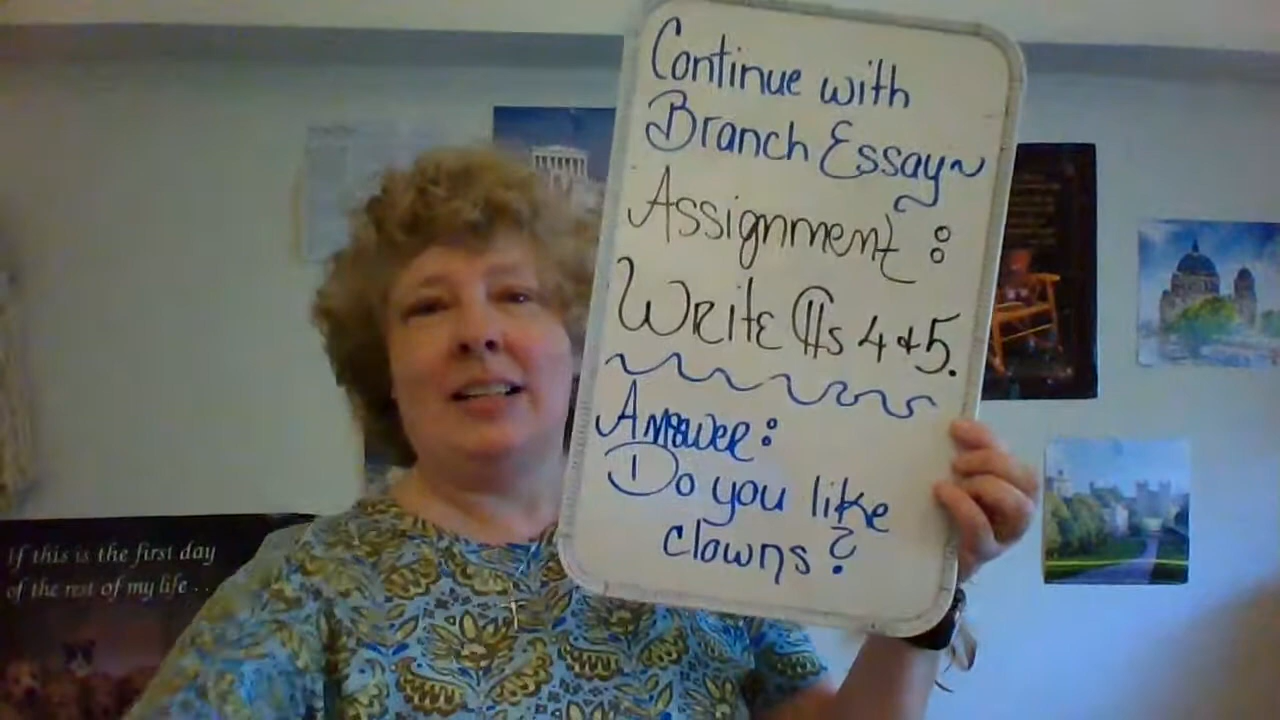 Continue with
Branch Essay~
Assignment:
Write ¶s 4 + 5.
Answer:
Do you like
clowns?
If this is the first day
of the rest of my life . . .